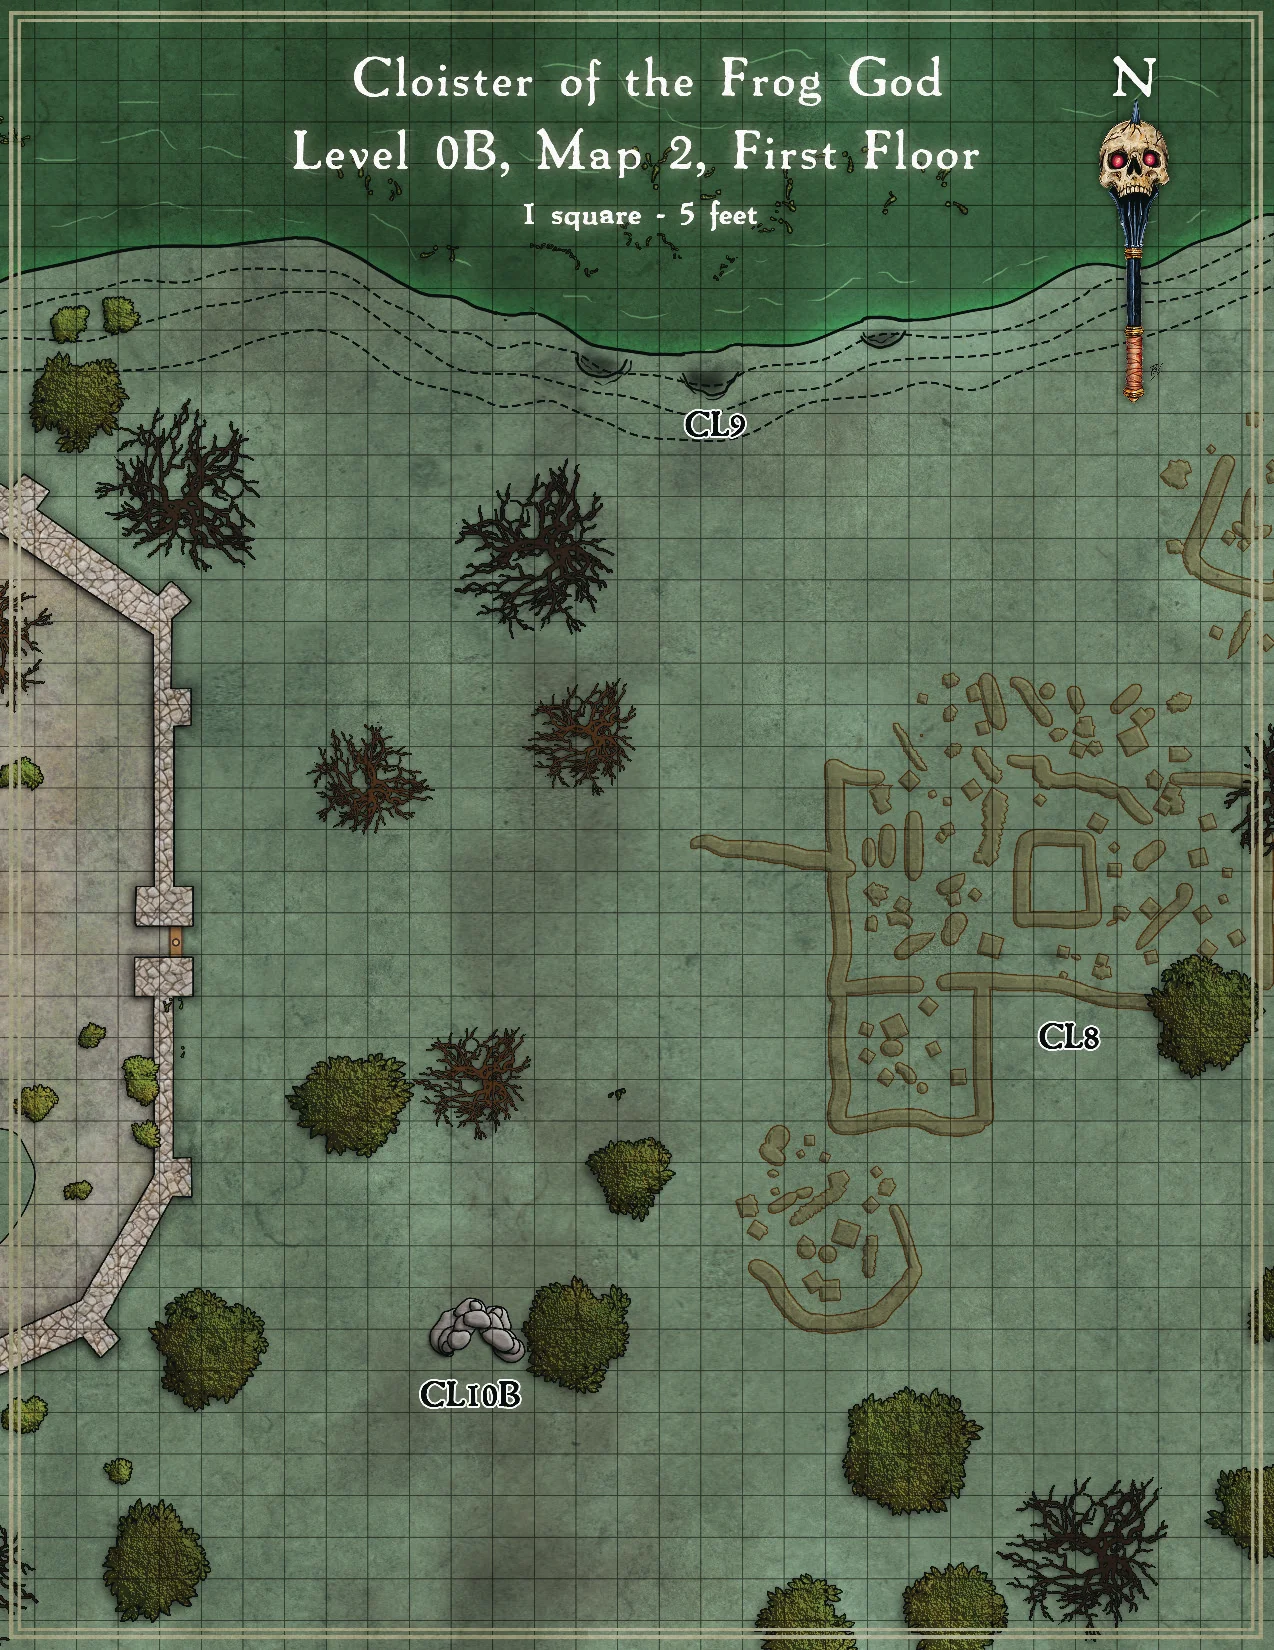 Cloister of the Frog God
N
Level 0B, Map 2, First Floor
1 square - 5 feet
CL9
CL8
CL10B